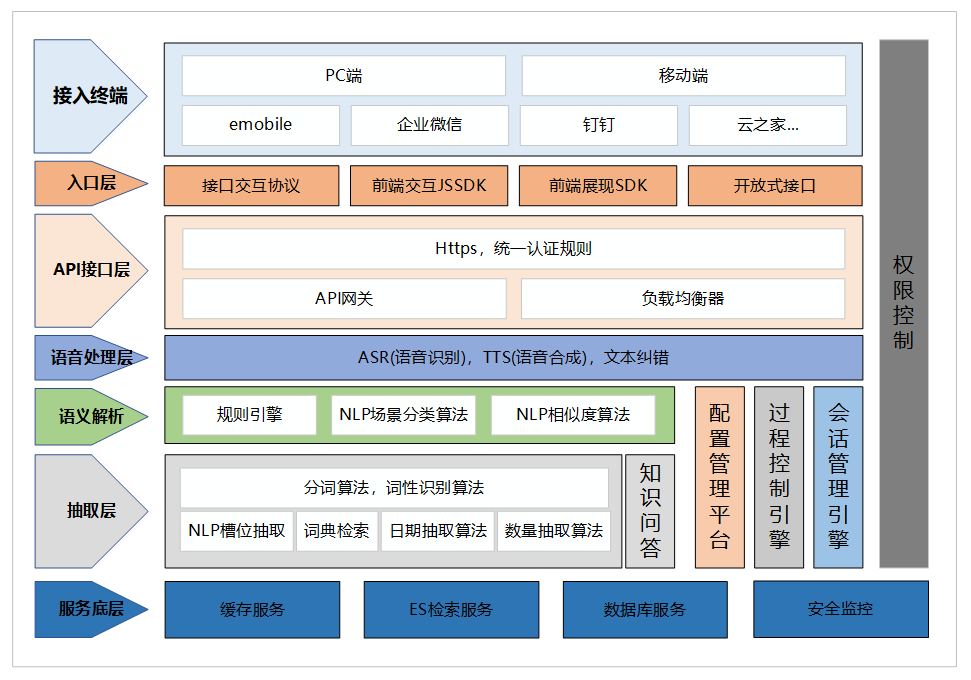 接入终端
PC端
移动端
emobile
企业微信
钉钉
云之家...
入口层
接口交互协议
前端交互JSSDK
前端展现SDK
开放式接口
API接口层
Https，统一认证规则
API网关
负载均衡器
语音处理层
ASR(语音识别)，TTS(语音合成)，文本纠错
语义解析
规则引擎
NLP场景分类算法
NLP相似度算法
抽取层
分词算法，词性识别算法
NLP槽位抽取
词典检索
日期抽取算法
数量抽取算法
知识问答
配置管理平台
过程控制引擎
会话管理引擎
权限控制
服务底层
缓存服务
ES检索服务
数据库服务
安全监控